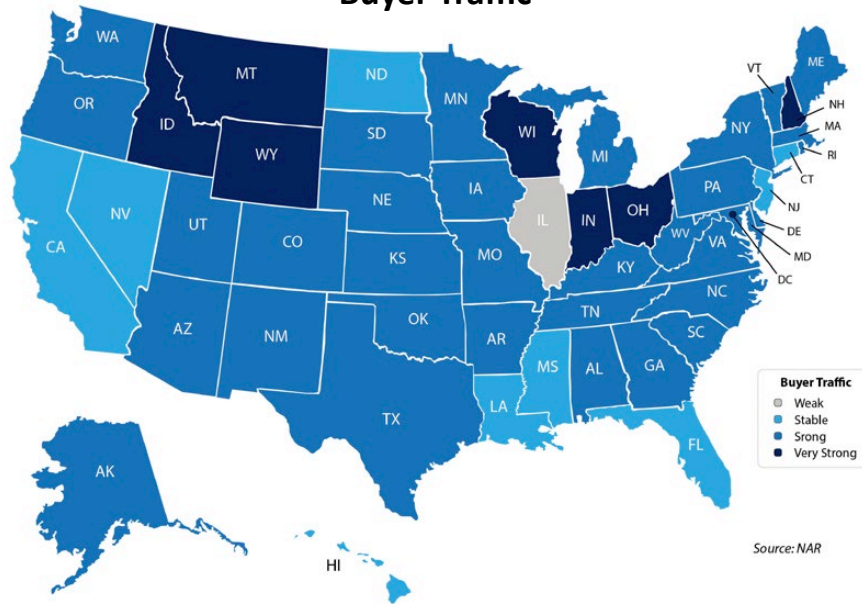 Buyer Traffic
WA
MT
ND
MN
VT
ME
OR
ID
WY
SD
WI
MI
NY
NH
MA
RI
CT
NV
UT
CO
NE
IA
IL
IN
OH
PA
NJ
CA
KS
MO
KY
WV
VA
DE
MD
DC
AZ
NM
OK
AR
TN
NC
SC
TX
LA
MS
AL
GA
FL
AK
HI
Buyer Traffic
Weak
Stable
Srong
Very Strong
Source: NAR